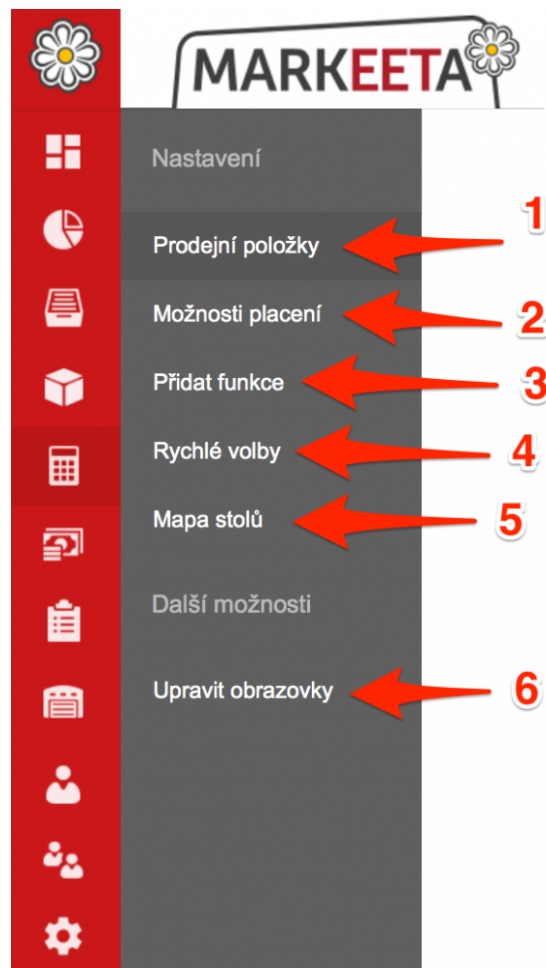 MARKEETA
Nastavení
Prodejní položky
1
Možnosti placení
2
Přidat funkce
3
Rychlé volby
4
Mapa stolů
5
Další možnosti
Upravit obrazovky
6